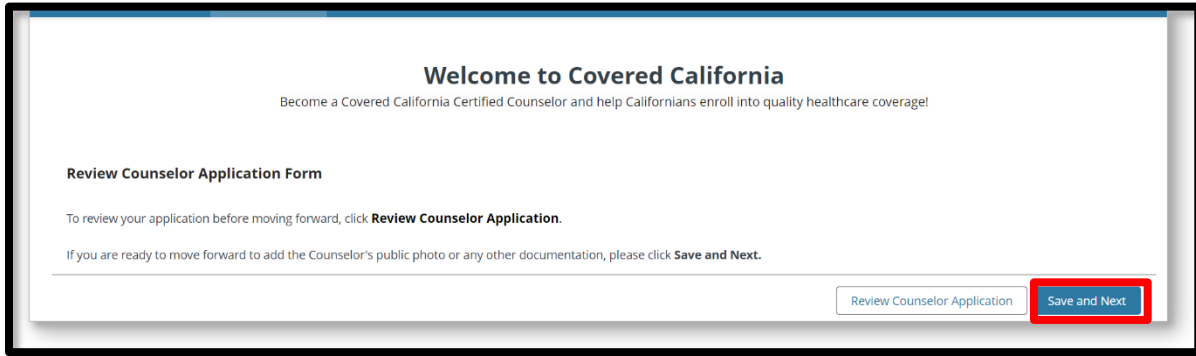 Welcome to Covered California
Become a Covered California Certified Counselor and help Californians enroll into quality healthcare coverage!
Review Counselor Application Form
To review your application before moving forward, click Review Counselor Application.
If you are ready to move forward to add the Counselor's public photo or any other documentation, please click Save and Next.
Review Counselor Application
Save and Next